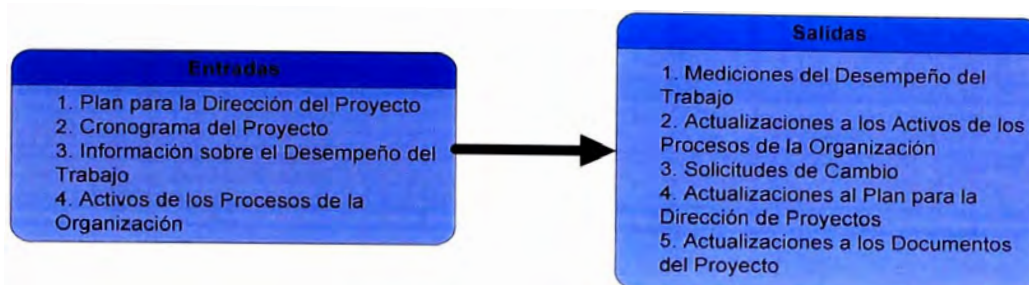 Entradas
1. Plan para la Dirección del Proyecto
2. Cronograma del Proyecto
3. Información sobre el Desempeño del
Trabajo
4. Activos de los Procesos de la
Organización
Salidas
1. Mediciones del Desempeño del
Trabajo
2. Actualizaciones a los Activos de los
Procesos de la Organización
3. Solicitudes de Cambio
4. Actualizaciones al Plan para la
Dirección de Proyectos
5. Actualizaciones a los Documentos
del Proyecto